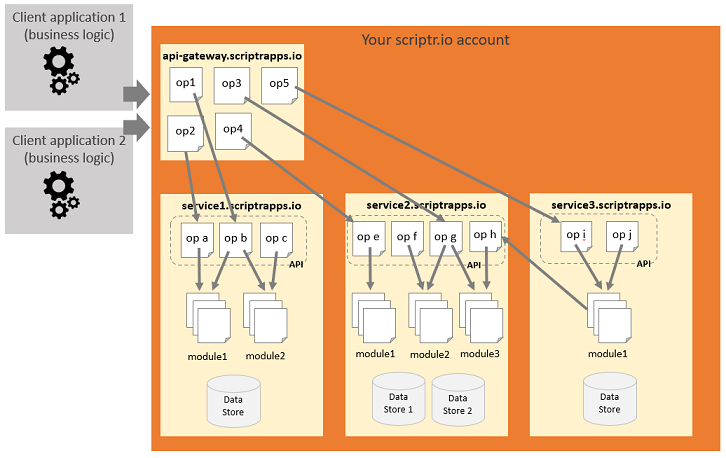 Client application 1
(business logic)
Client application 2
(business logic)
Your scriptr.io account
api-gateway.scriptrapps.io
op1
op3
op5
op2
op4
service1.scriptrapps.io
op a
op b
op c
API
module1
module2
Data
Store
service2.scriptrapps.io
op e
op f
op g
op h
API
module1
module2
module3
Data
Store 1
Data
Store 2
service3.scriptrapps.io
op i
op j
API
module1
Data
Store